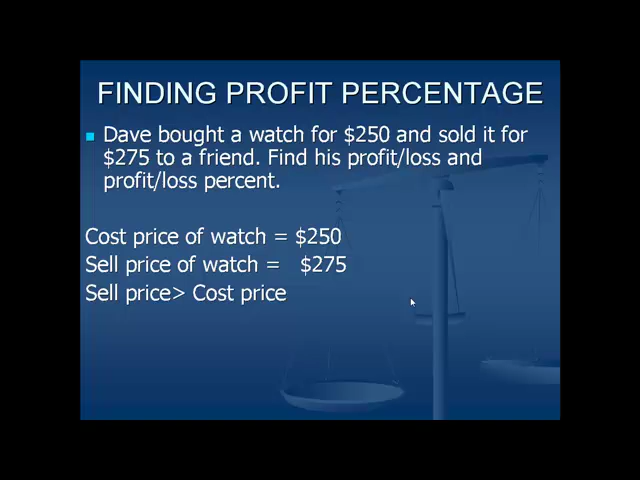 FINDING PROFIT PERCENTAGE
Dave bought a watch for $250 and sold it for
$275 to a friend. Find his profit/loss and
profit/loss percent.
Cost price of watch = $250
Sell price of watch = $275
Sell price> Cost price